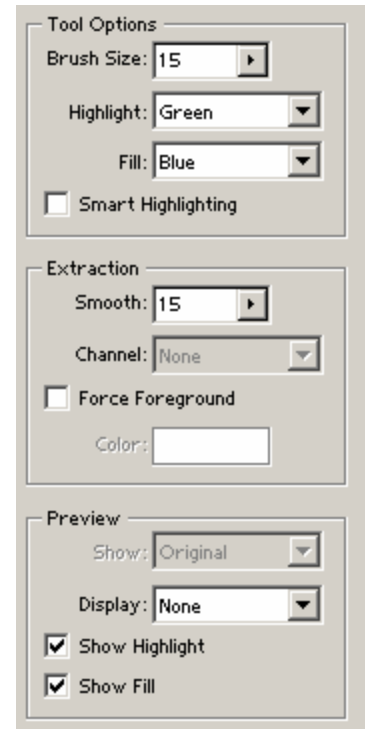 Tool Options
Brush Size: 15
Highlight: Green
Fill: Blue
Smart Highlighting
Extraction
Smooth: 15
Channel: None
Force Foreground
Color:
Preview
Show: Original
Display: None
Show Highlight
Show Fill